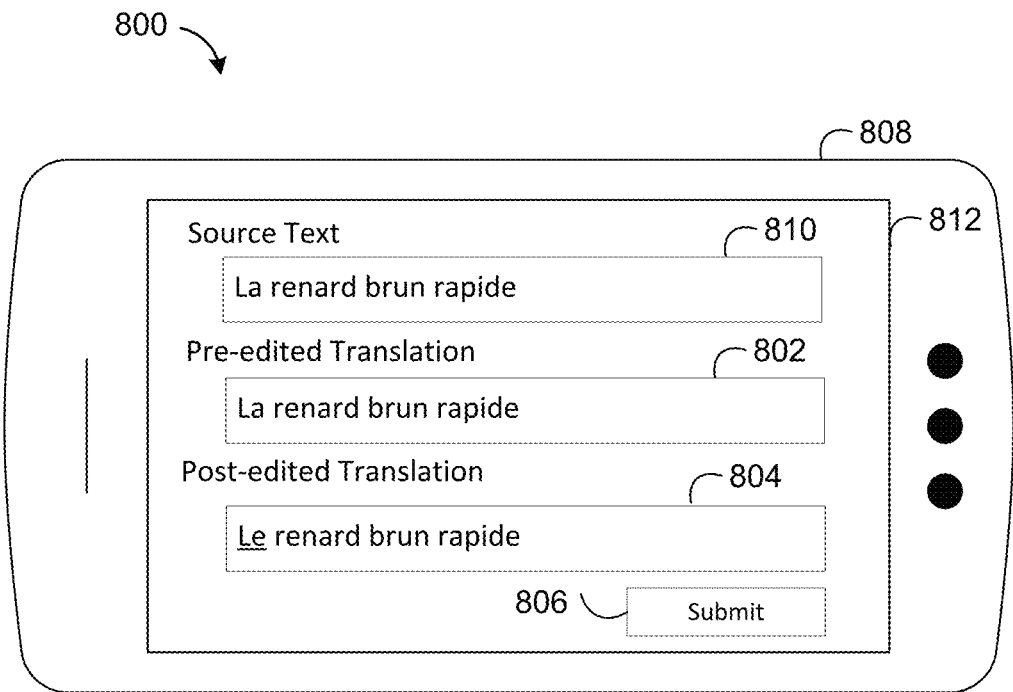 800
808
812
Source Text
810
La renard brun rapide
Pre-edited Translation
802
La renard brun rapide
Post-edited Translation
804
Le renard brun rapide
806
Submit